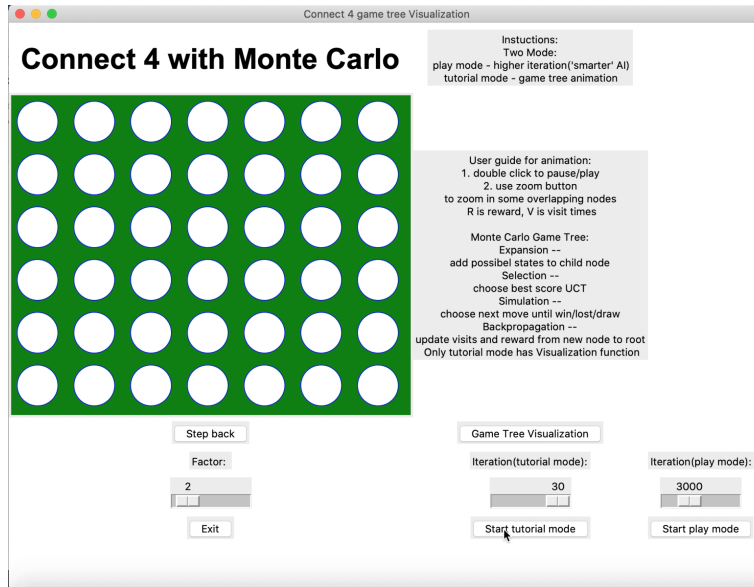 Connect 4 game tree Visualization
Connect 4 with Monte Carlo
Instuctions:
Two Mode:
play mode - higher iteration('smarter' AI)
tutorial mode - game tree animation
User guide for animation:
1. double click to pause/play
2. use zoom button
to zoom in some overlapping nodes
R is reward, V is visit times
Monte Carlo Game Tree:
Expansion --
add possibel states to child node
Selection --
choose best score UCT
Simulation --
choose next move until win/lost/draw
Backpropagation --
update visits and reward from new node to root
Only tutorial mode has Visualization function
Step back
Game Tree Visualization
Factor:
Iteration(tutorial mode):
Iteration(play mode):
2
30
3000
Exit
Start tutorial mode
Start play mode